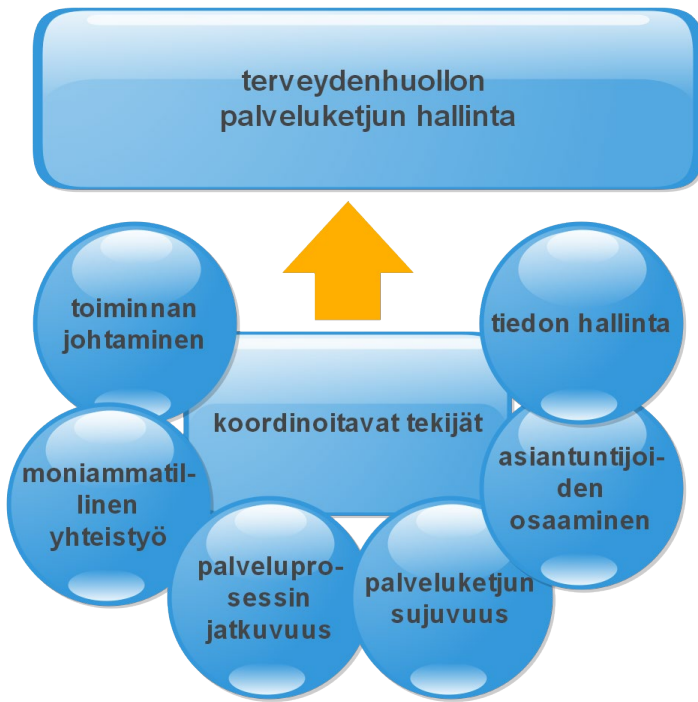 terveydenhuollon
palveluketjun hallinta
toiminnan
johtaminen
tiedon hallinta
koordinoitavat tekijät
moniammatil-
linen
yhteistyö
asiantuntijoi-
den
osaaminen
palvelupro-
sessin
jatkuvuus
palveluketjun
sujuvuus